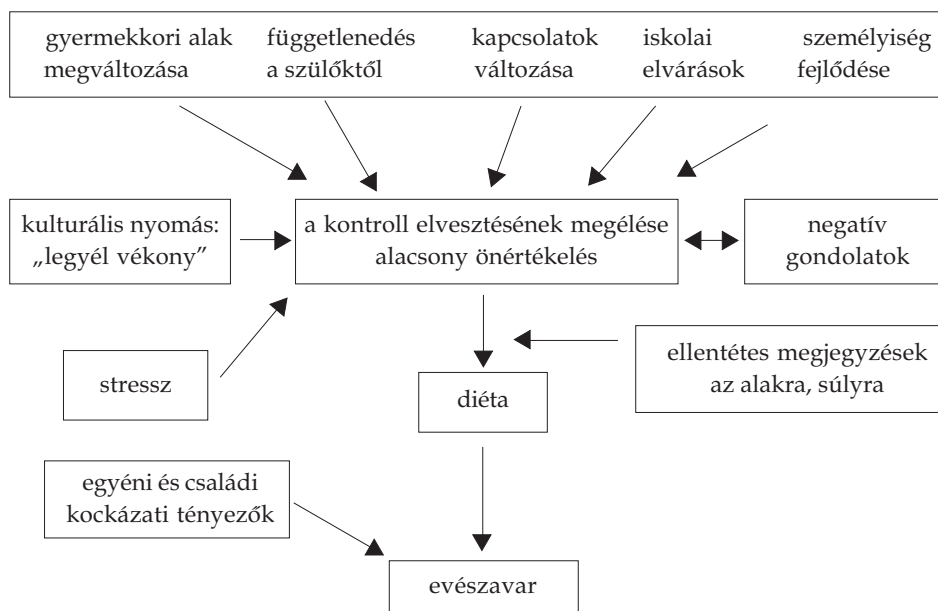 gyermekkori alak
megváltozása
függetlenedés
a szülőktől
kapcsolatok
változása
iskolai
elvárások
személyiség
fejlődése
kulturális nyomás:
„legyél vékony”
a kontroll elvesztésének megélése
alacsony önértékelés
negatív
gondolatok
stressz
ellentétes megjegyzések
az alakra, súlyra
diéta
egyéni és családi
kockázati tényezők
evészavar